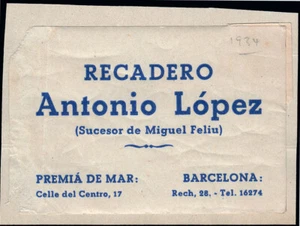 1934
RECADERO
Antonio López
(Sucesor de Miguel Feliu)
PREMIÁ DE MAR: BARCELONA:
Celle del Centro, 17 Rech, 28, - Tel. 16274